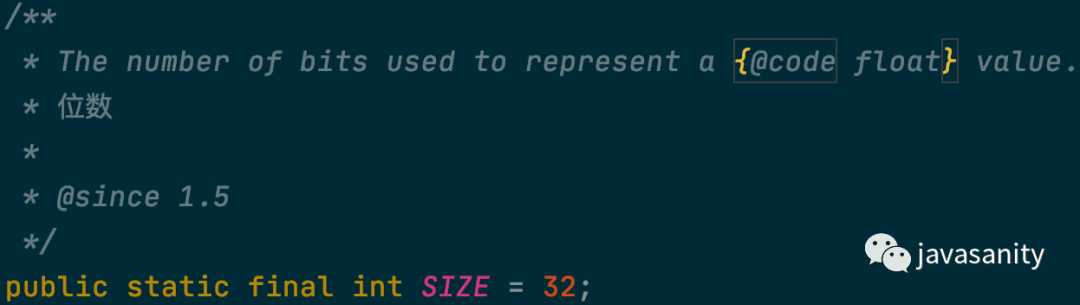 /**
* The number of bits used to represent a {@code float} value.
* 位数
*
* @since 1.5
*/
public static final int SIZE = 32;
javasanity